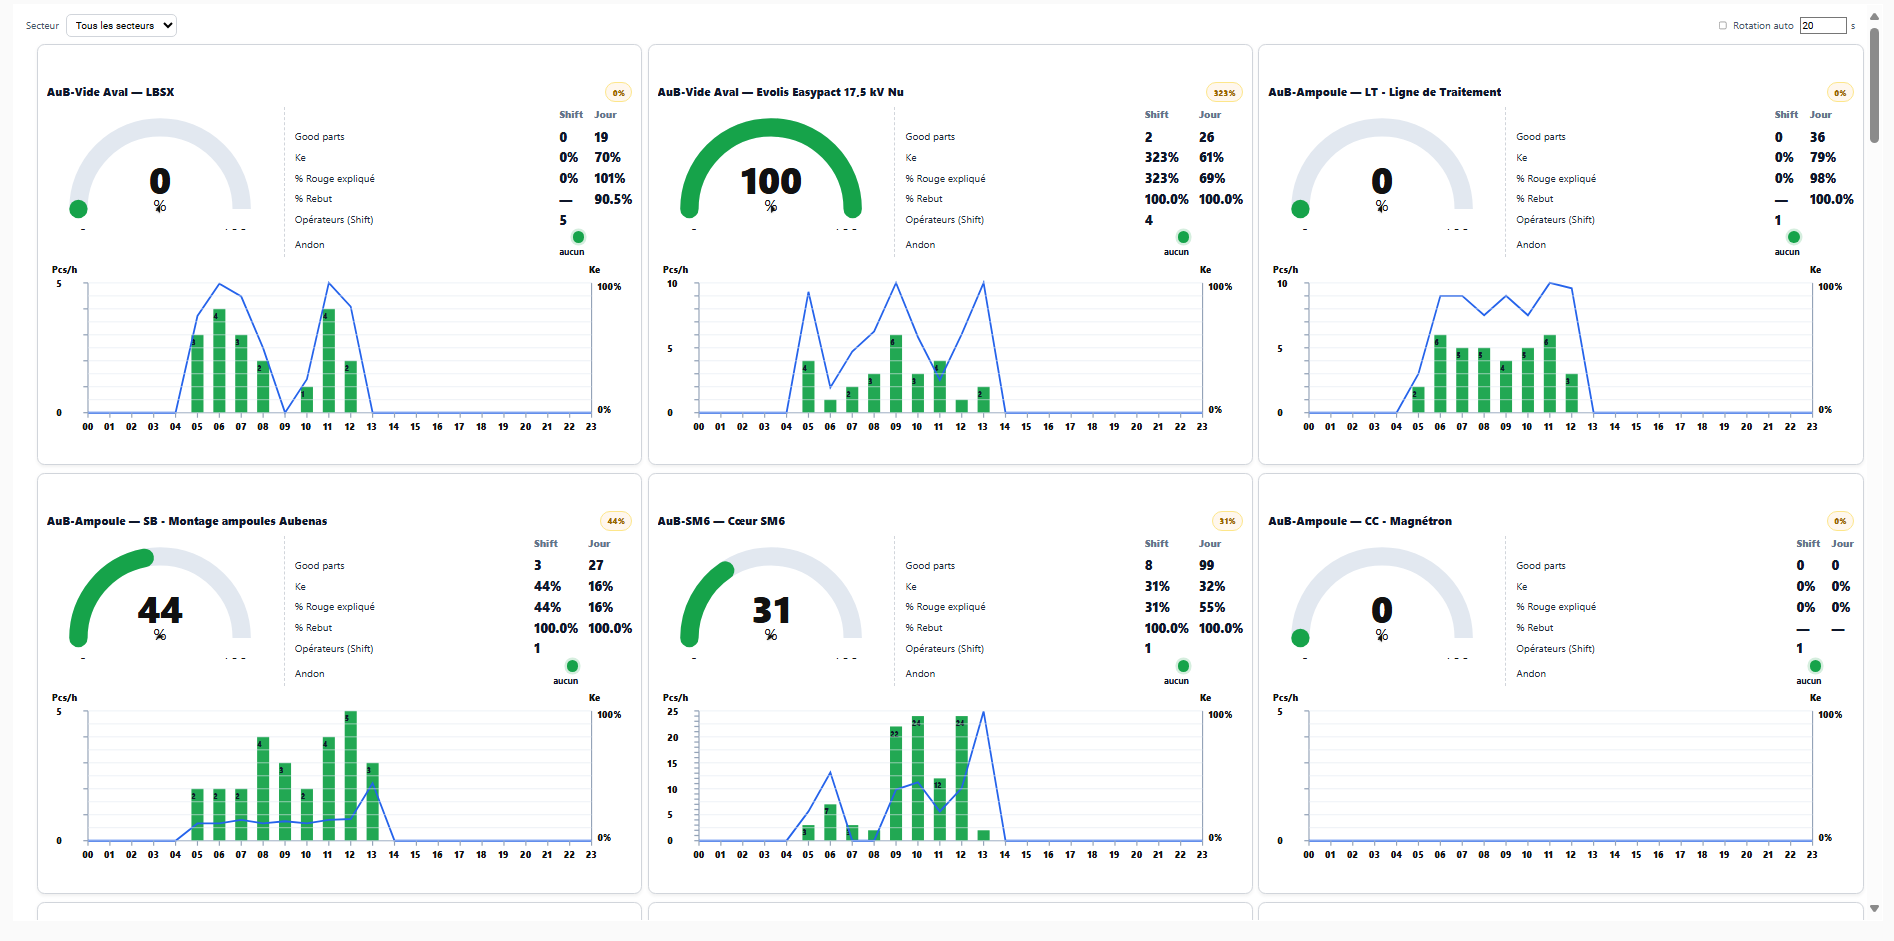 Secteur Tous les secteurs Rotation auto 20 s
AuB-Vide Aval — LBSX 0%
Shift Jour
Good parts 0 19
Ke 0% 70%
% Rouge expliqué 0% 101%
% Rebut — 90.5%
Opérateurs (Shift) 5
Andon aucun
0
%
Pcs/h Ke
5 100%
3 4 3 2 1 4 2
0 0%
00 01 02 03 04 05 06 07 08 09 10 11 12 13 14 15 16 17 18 19 20 21 22 23
AuB-Vide Aval — Evolis Easypact 17,5 kV Nu 323%
Shift Jour
Good parts 2 26
Ke 323% 61%
% Rouge expliqué 323% 69%
% Rebut 100.0% 100.0%
Opérateurs (Shift) 4
Andon aucun
100
%
Pcs/h Ke
10 100%
5
4 2 3 6 3 4 2
0 0%
00 01 02 03 04 05 06 07 08 09 10 11 12 13 14 15 16 17 18 19 20 21 22 23
AuB-Ampoule — LT - Ligne de Traitement 0%
Shift Jour
Good parts 0 36
Ke 0% 79%
% Rouge expliqué 0% 98%
% Rebut — 100.0%
Opérateurs (Shift) 1
Andon aucun
0
%
Pcs/h Ke
10 100%
5
2 6 5 5 4 5 6 3
0 0%
00 01 02 03 04 05 06 07 08 09 10 11 12 13 14 15 16 17 18 19 20 21 22 23
AuB-Ampoule — SB - Montage ampoules Aubenas 44%
Shift Jour
Good parts 3 27
Ke 44% 16%
% Rouge expliqué 44% 16%
% Rebut 100.0% 100.0%
Opérateurs (Shift) 1
Andon aucun
44
%
Pcs/h Ke
5 100%
2 2 2 4 3 2 4 5 3
0 0%
00 01 02 03 04 05 06 07 08 09 10 11 12 13 14 15 16 17 18 19 20 21 22 23
AuB-SM6 — Cœur SM6 31%
Shift Jour
Good parts 8 99
Ke 31% 32%
% Rouge expliqué 31% 55%
% Rebut 100.0% 100.0%
Opérateurs (Shift) 1
Andon aucun
31
%
Pcs/h Ke
25 100%
20
15
10
5
3 7 3 22 24 12 24
0 0%
00 01 02 03 04 05 06 07 08 09 10 11 12 13 14 15 16 17 18 19 20 21 22 23
AuB-Ampoule — CC - Magnétron 0%
Shift Jour
Good parts 0 0
Ke 0% 0%
% Rouge expliqué 0% 0%
% Rebut — —
Opérateurs (Shift) 1
Andon aucun
0
%
Pcs/h Ke
5 100%
0 0%
00 01 02 03 04 05 06 07 08 09 10 11 12 13 14 15 16 17 18 19 20 21 22 23